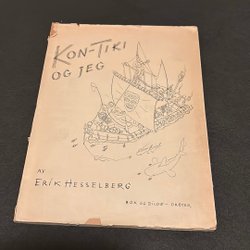 KON-TIKI
OG JEG
AV
ERIK HESSELBERG